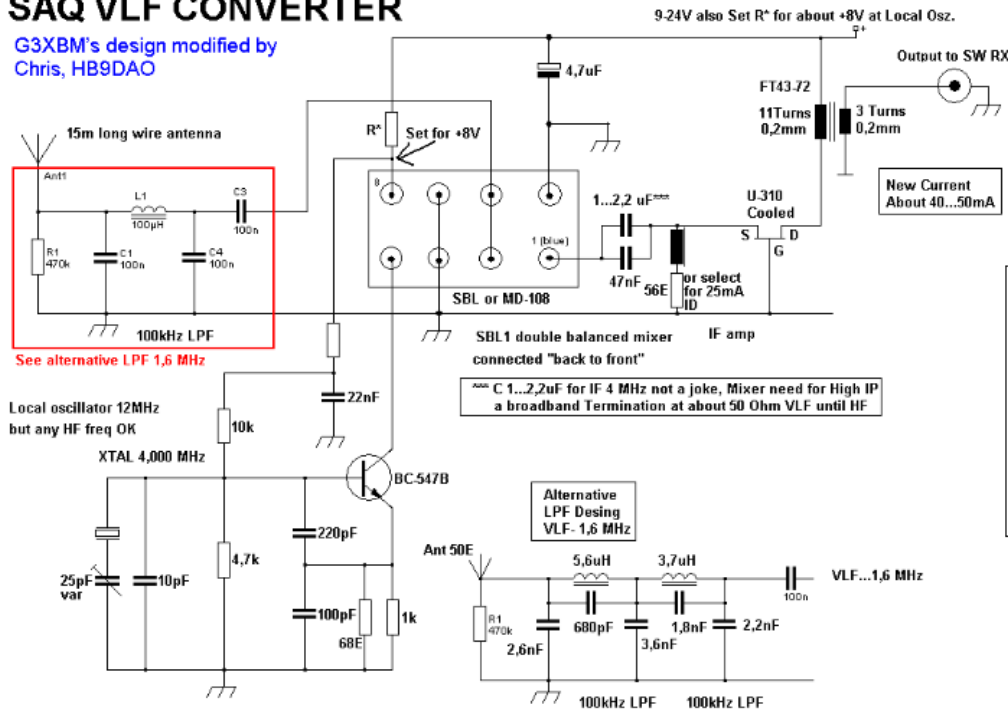 SAQ VLF CONVERTER
G3XBM's design modified by
Chris, HB9DAO
9-24V also Set R* for about +8V at Local Osz.
+
Output to SW RX
4,7uF
FT43-72
11Turns
0,2mm
3 Turns
0,2mm
15m long wire antenna
R*
Set for +8V
Ant1
L1
100µH
C3
100n
R1
470k
C1
100n
C4
100n
100kHz LPF
See alternative LPF 1,6 MHz
8
1 (blue)
SBL or MD-108
1...2,2 uF***
47nF
56E
or select
for 25mA
ID
U-310
Cooled
S
D
G
New Current
About 40...50mA
IF amp
SBL1 double balanced mixer
connected "back to front"
*** C 1...2,2uF for IF 4 MHz not a joke, Mixer need for High IP
a broadband Termination at about 50 Ohm VLF until HF
Local oscillator 12MHz
but any HF freq OK
XTAL 4,000 MHz
10k
22nF
BC-547B
25pF
var
10pF
4,7k
220pF
100pF
68E
1k
Alternative
LPF Desing
VLF- 1,6 MHz
Ant 50E
5,6uH
3,7uH
VLF...1,6 MHz
100n
R1
470k
2,6nF
680pF
3,6nF
1,8nF
2,2nF
100kHz LPF
100kHz LPF